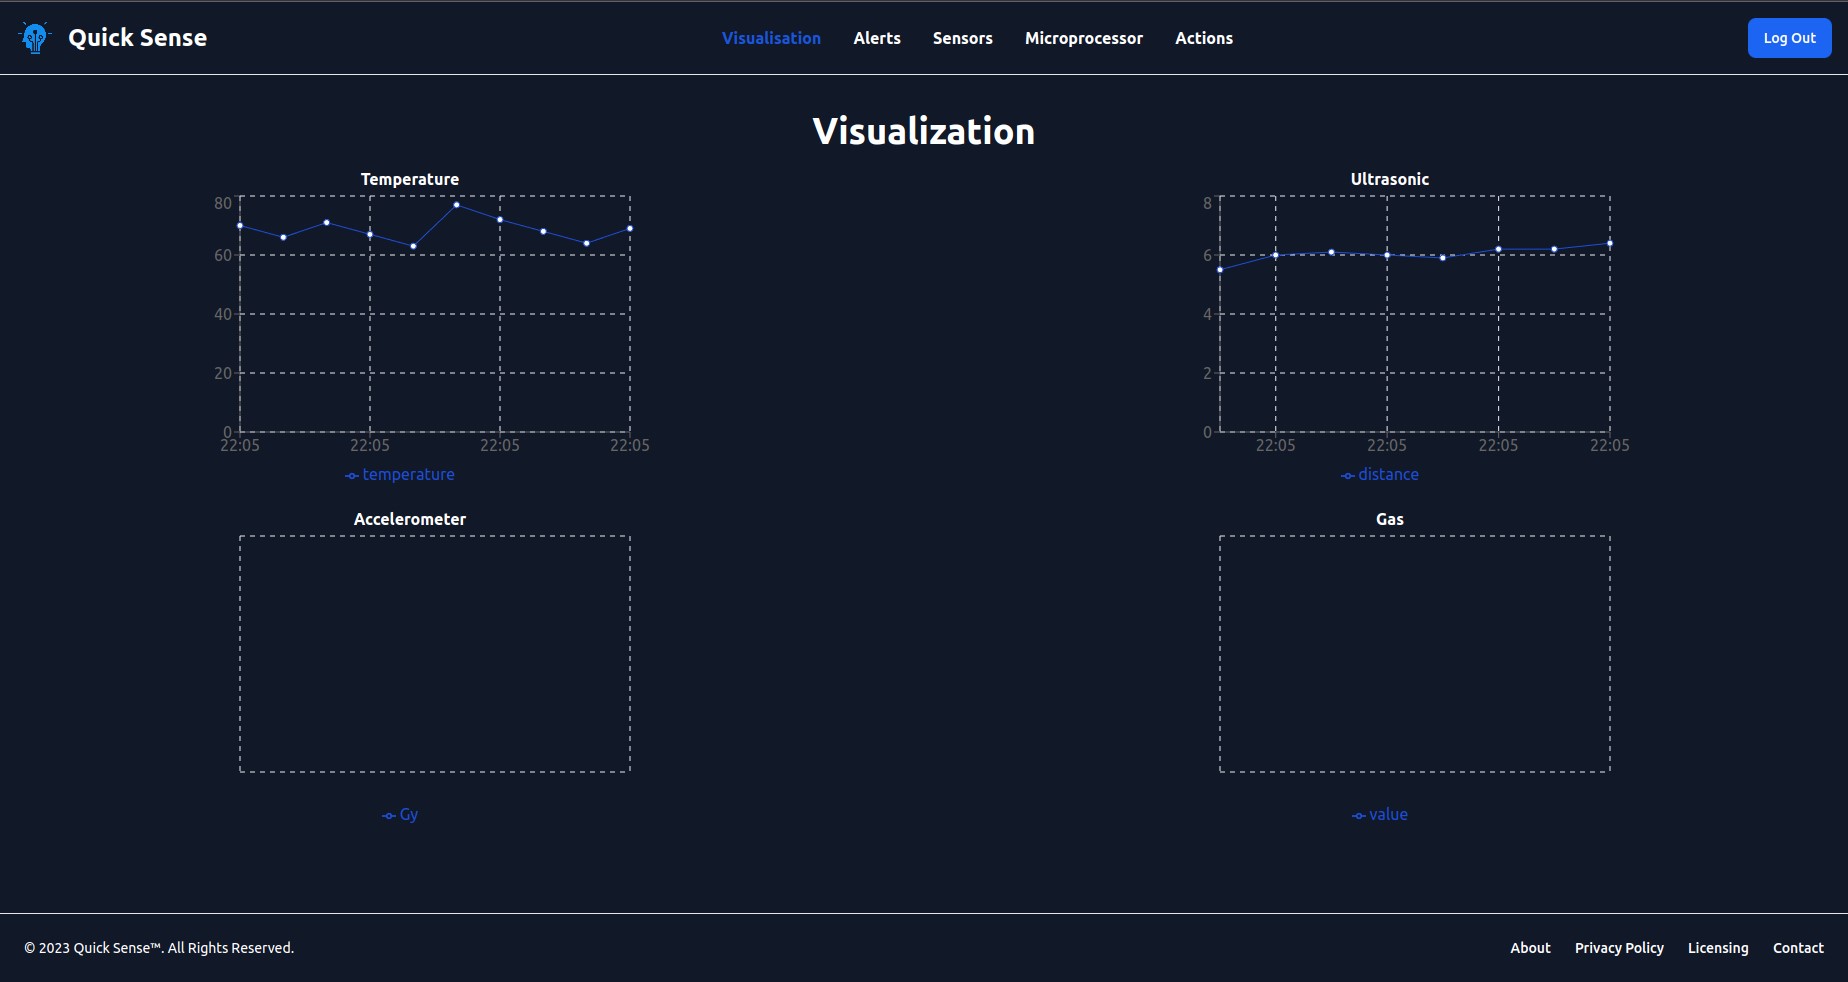 Quick Sense
Visualisation Alerts Sensors Microprocessor Actions
Log Out
Visualization
Temperature
80
60
40
20
0
22:05 22:05 22:05 22:05
temperature
Ultrasonic
8
6
4
2
0
22:05 22:05 22:05 22:05
distance
Accelerometer
Gy
Gas
value
© 2023 Quick Sense™. All Rights Reserved.
About Privacy Policy Licensing Contact